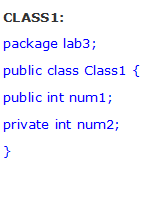 CLASS1:
package lab3;
public class Class1 {
public int num1;
private int num2;
}